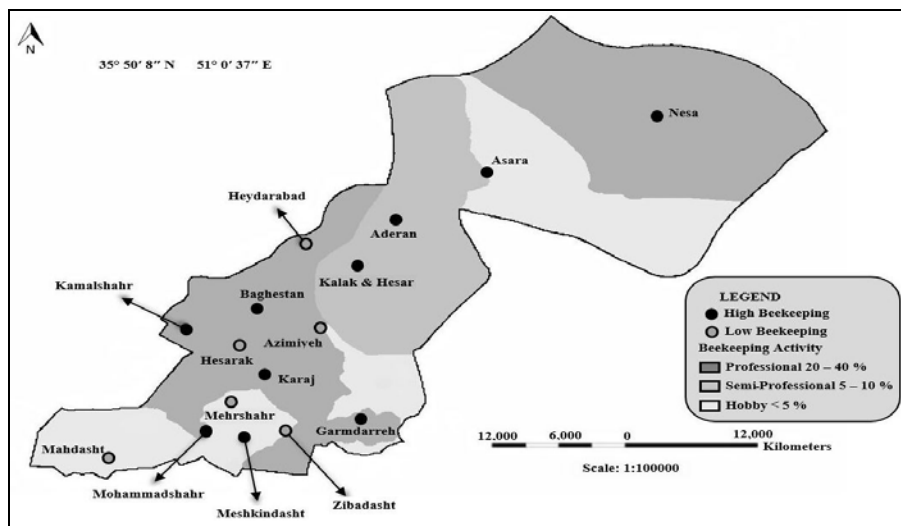 N
35° 50′ 8″ N 51° 0′ 37″ E
Nesa
Asara
Heydarabad
Aderan
Kalak & Hesar
Kamalshahr
Baghestan
Azimiyeh
Hesarak
Karaj
Mehrshahr
Garmdarreh
Mahdasht
Mohammadshahr
Meshkindasht
Zibadasht
LEGEND
High Beekeeping
Low Beekeeping
Beekeeping Activity
Professional 20 – 40 %
Semi-Professional 5 – 10 %
Hobby < 5 %
12,000 6,000 0 12,000
Kilometers
Scale: 1:100000